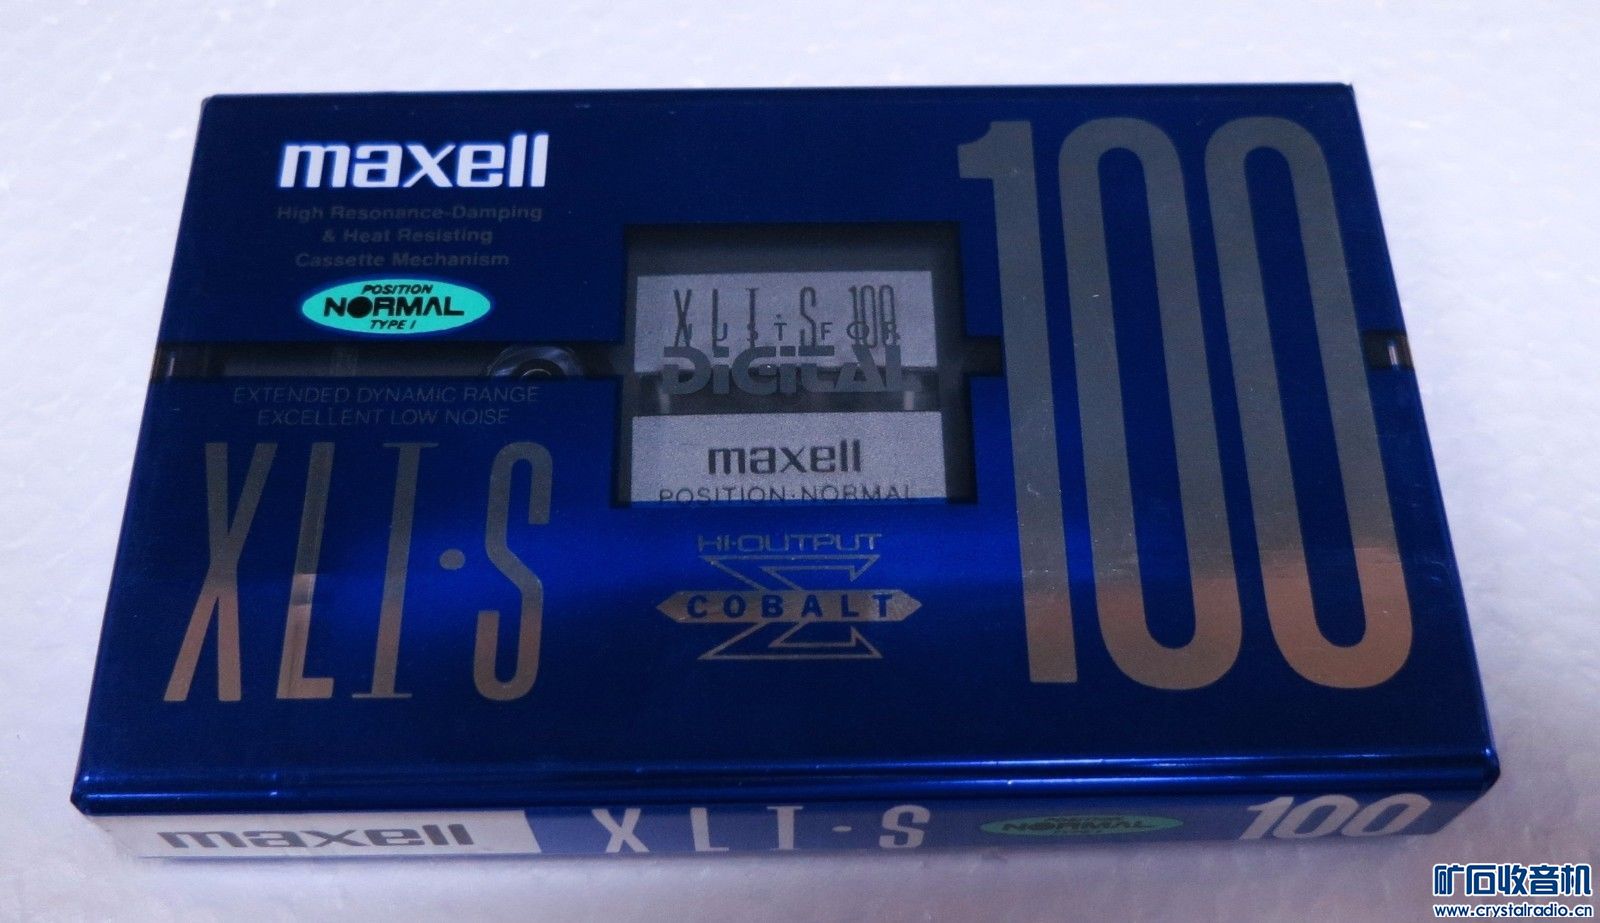 maxell
High Resonance-Damping
& Heat Resisting
Cassette Mechanism
POSITION
NORMAL
TYPE I
EXTENDED DYNAMIC RANGE
EXCELLENT LOW NOISE
XLI·S
100
XLI·S 100
JUST FOR
DIGITAL
maxell
POSITION·NORMAL
HI-OUTPUT
Σ
COBALT
maxell
XLI·S
NORMAL
100
矿石收音机
www.crystalradio.cn